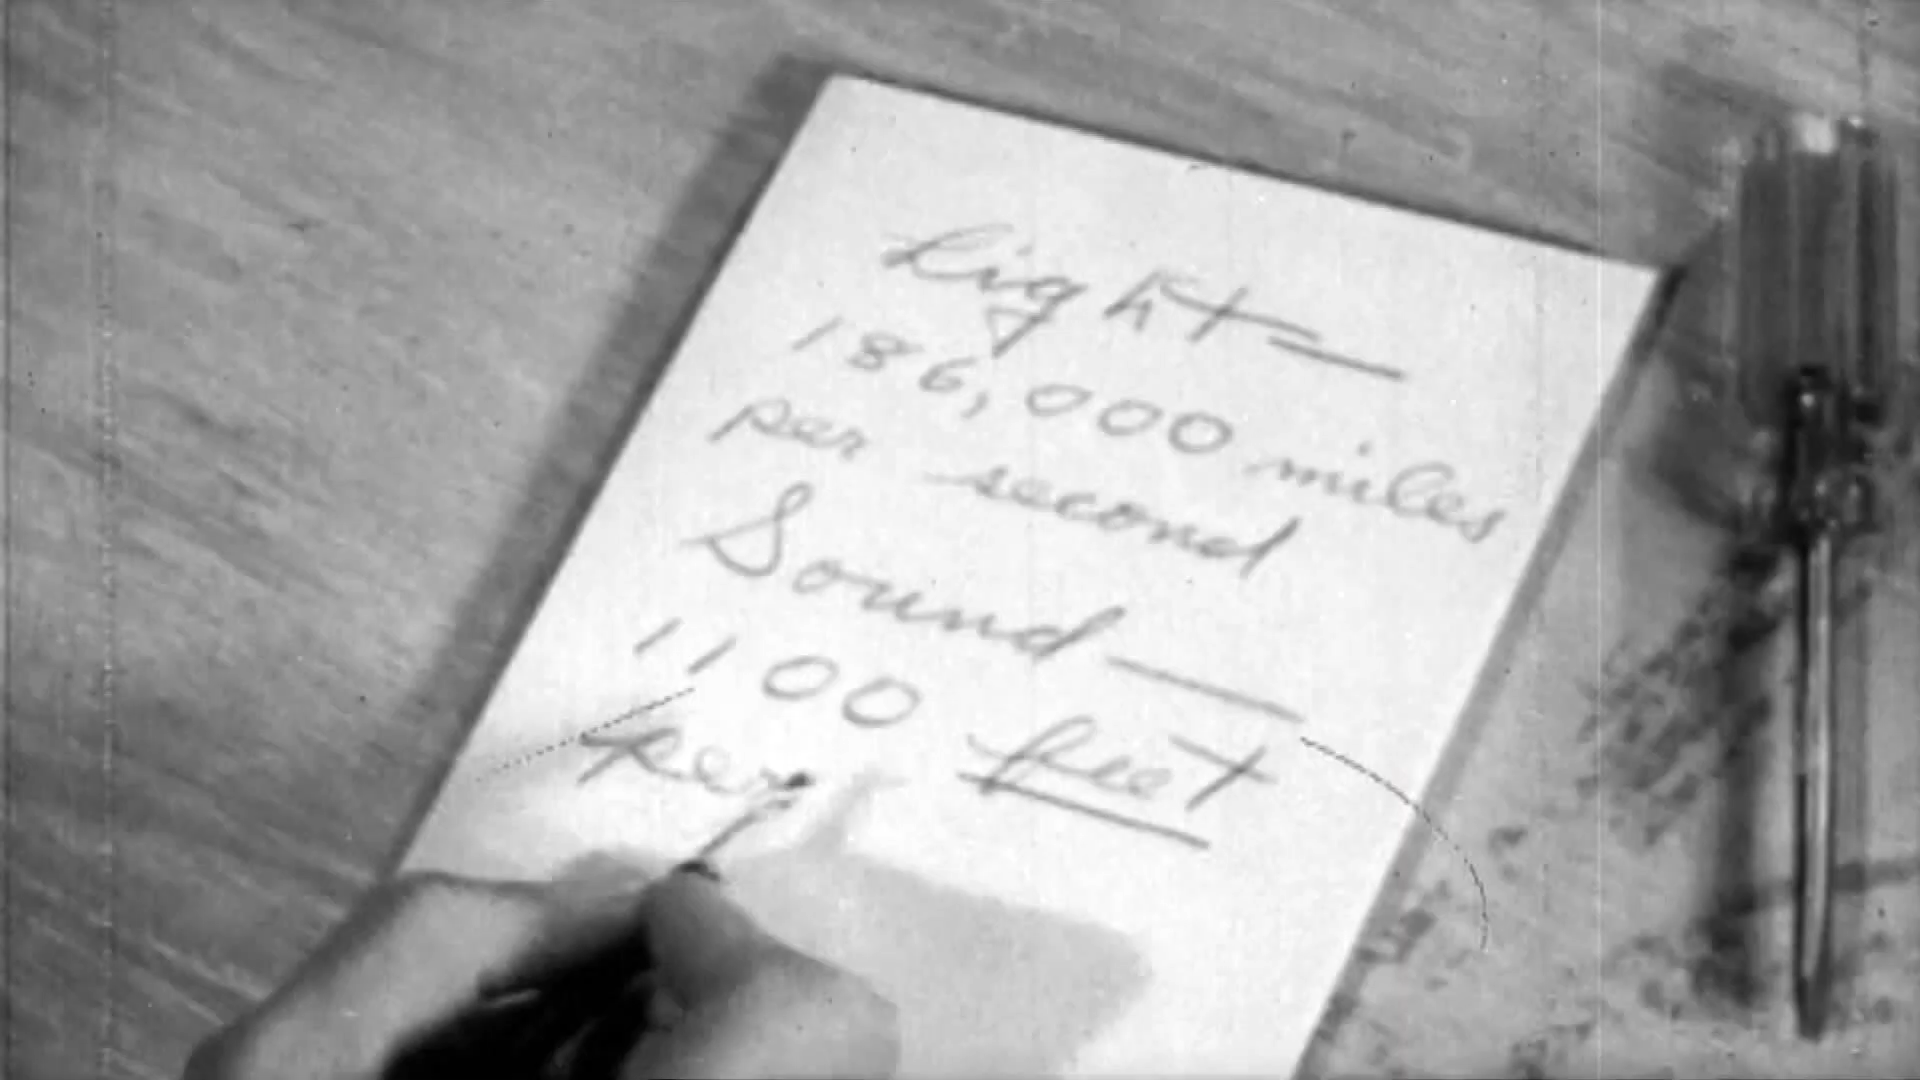 Light —
186,000 miles
per second
Sound —
1100 feet
per